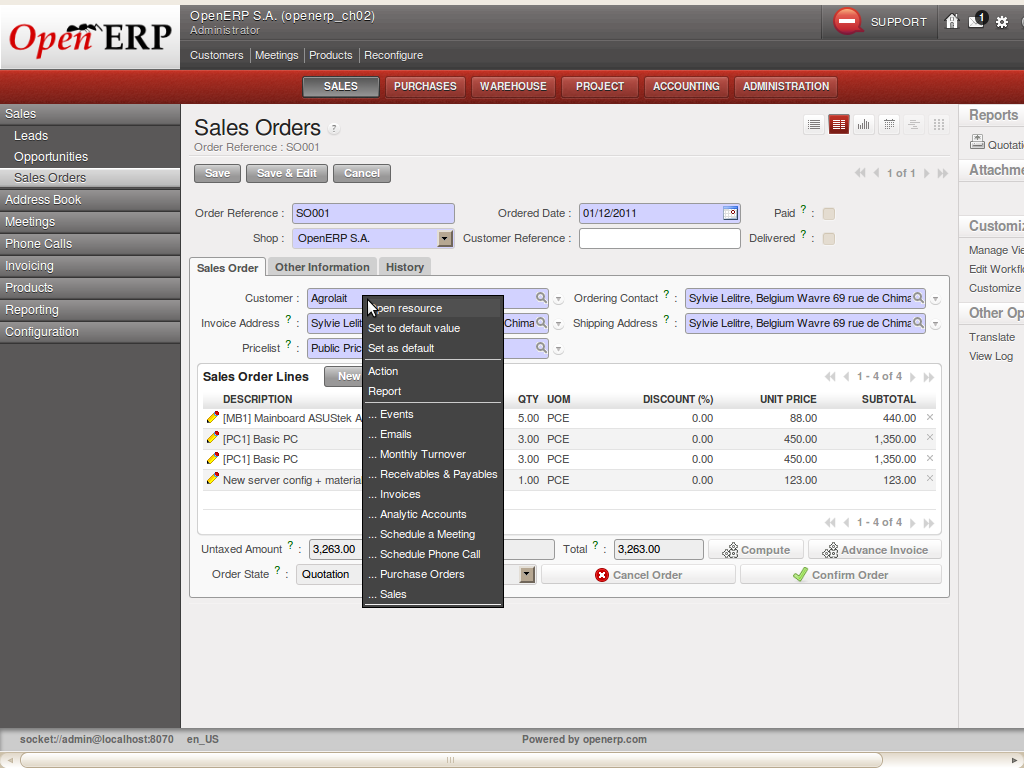 Open ERP
OpenERP S.A. (openerp_ch02)
Administrator
Customers Meetings Products Reconfigure
SUPPORT
1
SALES PURCHASES WAREHOUSE PROJECT ACCOUNTING ADMINISTRATION
Sales
Leads
Opportunities
Sales Orders
Address Book
Meetings
Phone Calls
Invoicing
Products
Reporting
Configuration
Sales Orders ?
Order Reference : SO001
Save Save & Edit Cancel
1 of 1
Order Reference : SO001 Ordered Date : 01/12/2011 Paid ? :
Shop : OpenERP S.A. Customer Reference : Delivered ? :
Sales Order Other Information History
Customer : Agrolait Ordering Contact ? : Sylvie Lelitre, Belgium Wavre 69 rue de Chima
Invoice Address ? : Sylvie Lelit Chima Shipping Address ? : Sylvie Lelitre, Belgium Wavre 69 rue de Chima
Pricelist ? : Public Pric
Sales Order Lines New 1 - 4 of 4
DESCRIPTION QTY UOM DISCOUNT (%) UNIT PRICE SUBTOTAL
[MB1] Mainboard ASUStek A 5.00 PCE 0.00 88.00 440.00
[PC1] Basic PC 3.00 PCE 0.00 450.00 1,350.00
[PC1] Basic PC 3.00 PCE 0.00 450.00 1,350.00
New server config + materia 1.00 PCE 0.00 123.00 123.00
1 - 4 of 4
Untaxed Amount ? : 3,263.00 Total ? : 3,263.00 Compute Advance Invoice
Order State ? : Quotation Cancel Order Confirm Order
pen resource
Set to default value
Set as default
Action
Report
... Events
... Emails
... Monthly Turnover
... Receivables & Payables
... Invoices
... Analytic Accounts
... Schedule a Meeting
... Schedule Phone Call
... Purchase Orders
... Sales
Reports
Quotati
Attachme
Customiz
Manage Vie
Edit Workfl
Customize
Other Op
Translate
View Log
socket://admin@localhost:8070 en_US
Powered by openerp.com